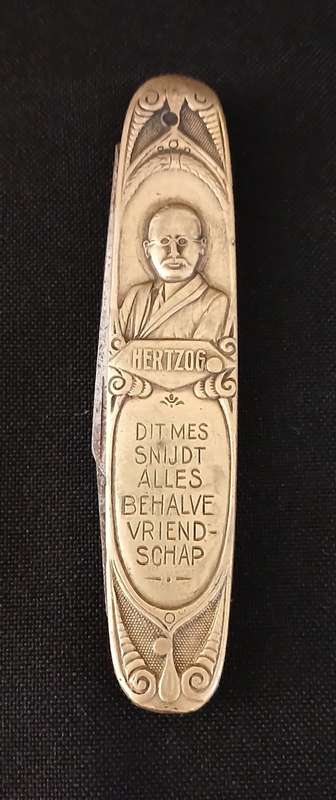 HERTZOG
DIT MES
SNIJDT
ALLES
BEHALVE
VRIEND-
SCHAP